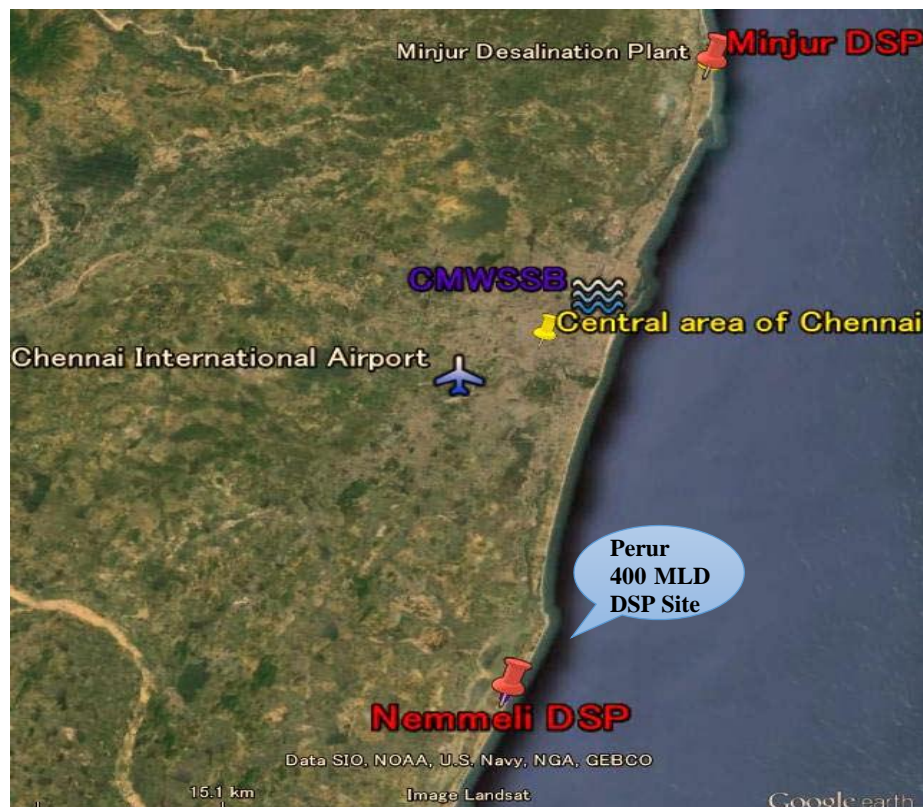 Minjur Desalination Plant
Minjur DSP
CMWSSB
Central area of Chennai
Chennai International Airport
Perur
400 MLD
DSP Site
Nemmeli DSP
Data SIO, NOAA, U.S. Navy, NGA, GEBCO
15.1 km
Image Landsat
Google earth